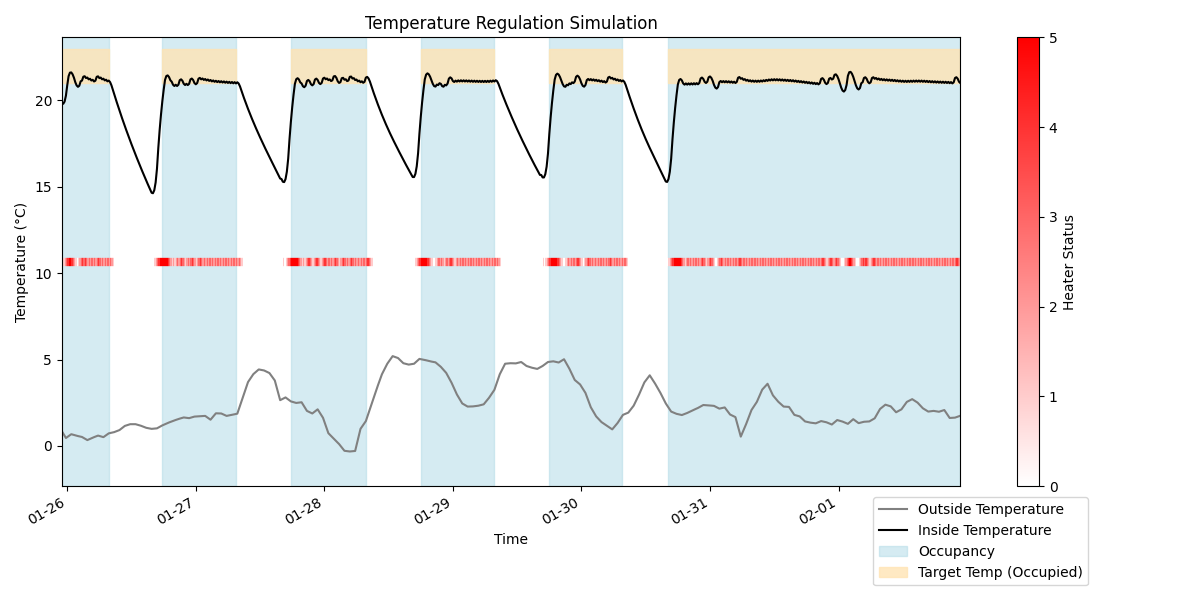 Temperature Regulation Simulation
Temperature (°C)
20
15
10
5
0
01-26
01-27
01-28
01-29
01-30
01-31
02-01
Time
5
4
3
2
1
0
Heater Status
Outside Temperature
Inside Temperature
Occupancy
Target Temp (Occupied)